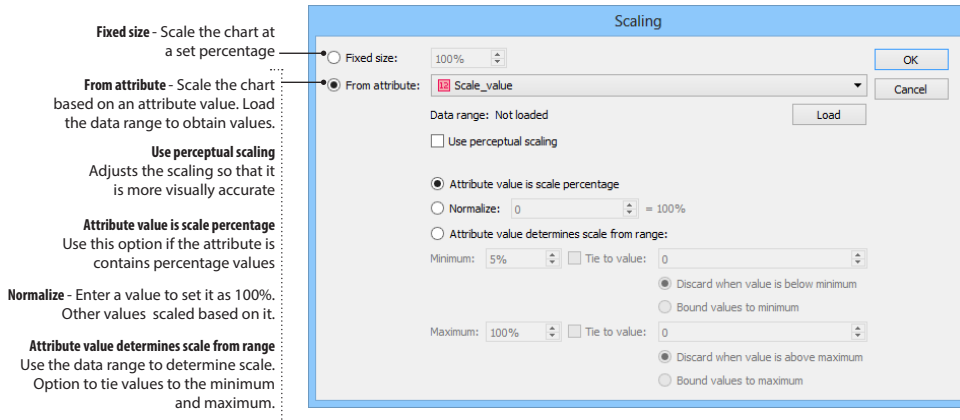 Fixed size - Scale the chart at
a set percentage
From attribute - Scale the chart
based on an attribute value. Load
the data range to obtain values.
Use perceptual scaling
Adjusts the scaling so that it
is more visually accurate
Attribute value is scale percentage
Use this option if the attribute is
contains percentage values
Normalize - Enter a value to set it as 100%.
Other values scaled based on it.
Attribute value determines scale from range
Use the data range to determine scale.
Option to tie values to the minimum
and maximum.
Scaling
Fixed size: 100% OK
From attribute: 12 Scale_value Cancel
Data range: Not loaded Load
Use perceptual scaling
Attribute value is scale percentage
Normalize: 0 = 100%
Attribute value determines scale from range:
Minimum: 5% Tie to value: 0
Discard when value is below minimum
Bound values to minimum
Maximum: 100% Tie to value: 0
Discard when value is above maximum
Bound values to maximum